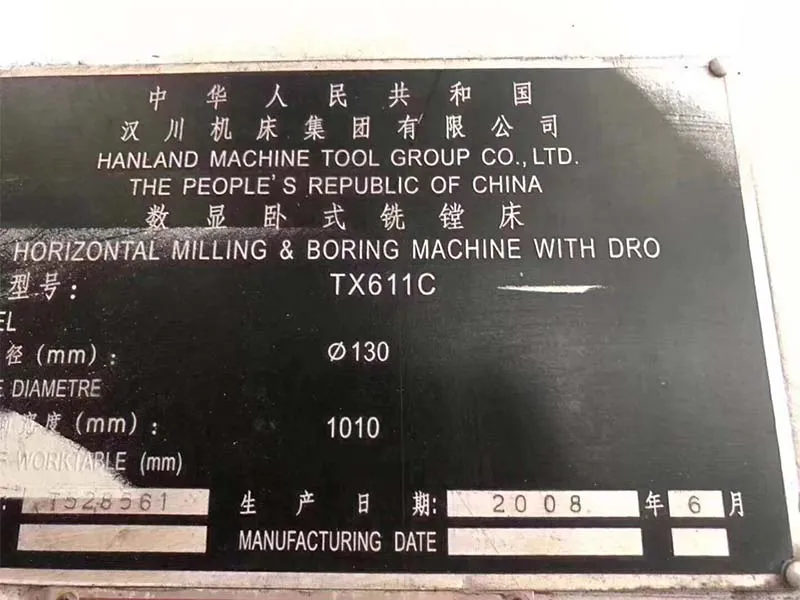 中华人民共和国
汉川机床集团有限公司
HANLAND MACHINE TOOL GROUP CO.,LTD.
THE PEOPLE'S REPUBLIC OF CHINA
数显卧式铣镗床
HORIZONTAL MILLING & BORING MACHINE WITH DRO
型号: TX611C
EL
径(mm): Ø130
E DIAMETRE
宽度(mm): 1010
WORKTABLE (mm)
T528561 生产日期: 2008 年 6 月
MANUFACTURING DATE